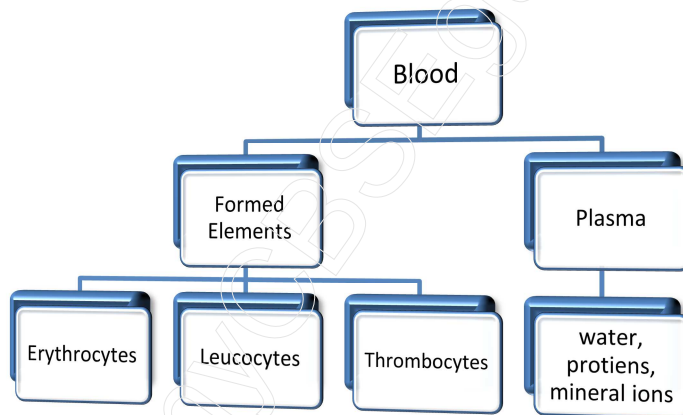 Blood
Formed
Elements
Plasma
Erythrocytes
Leucocytes
Thrombocytes
water,
protiens,
mineral ions